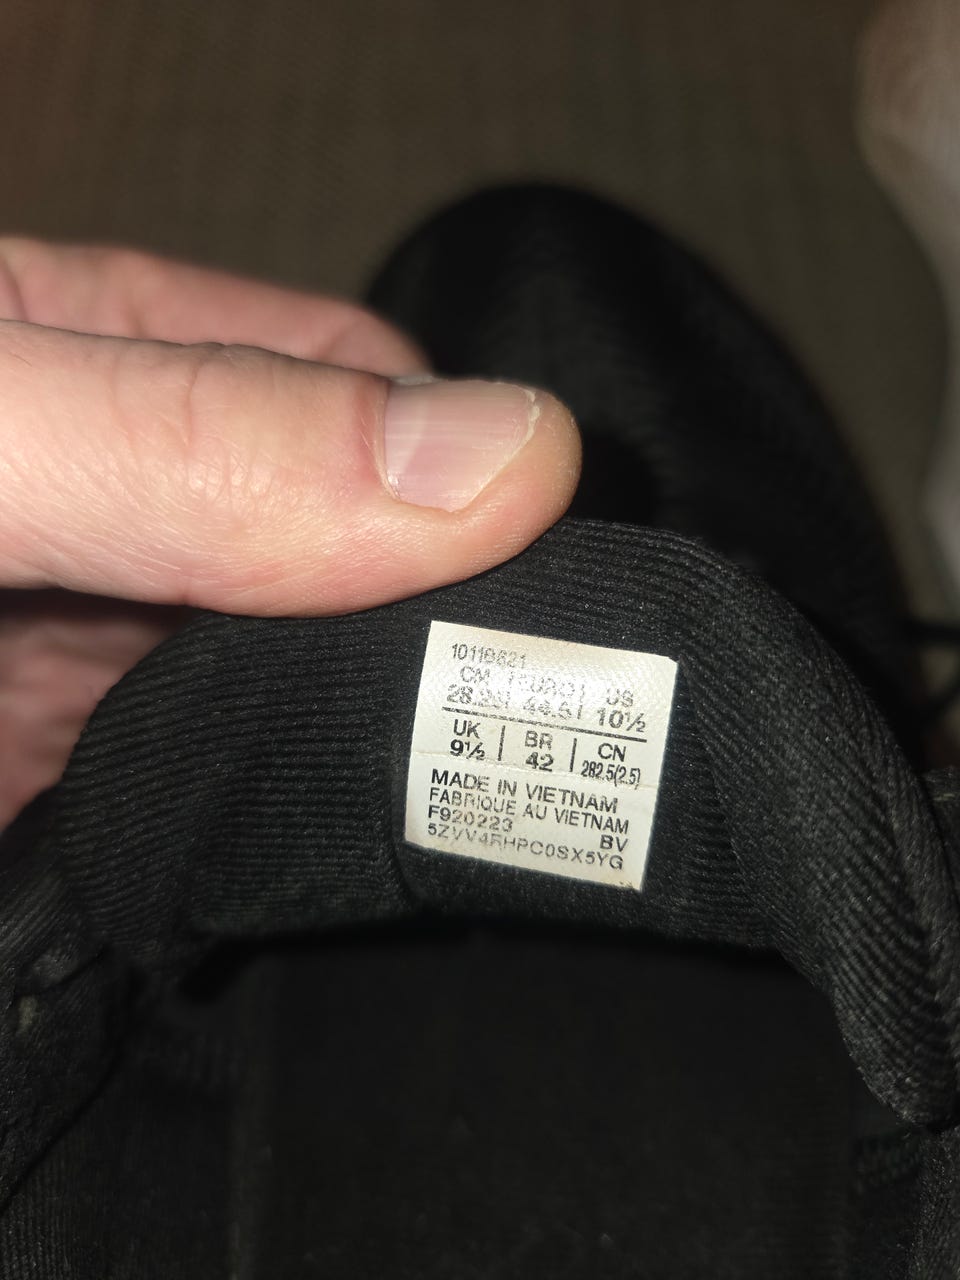 1011B621
CM | EURO | US
28.25 | 44.5 | 10½
UK | BR | CN
9½ | 42 | 282.5(2.5)
MADE IN VIETNAM
FABRIQUE AU VIETNAM
F920223 BV
5ZVV4RHPC0SX5YG